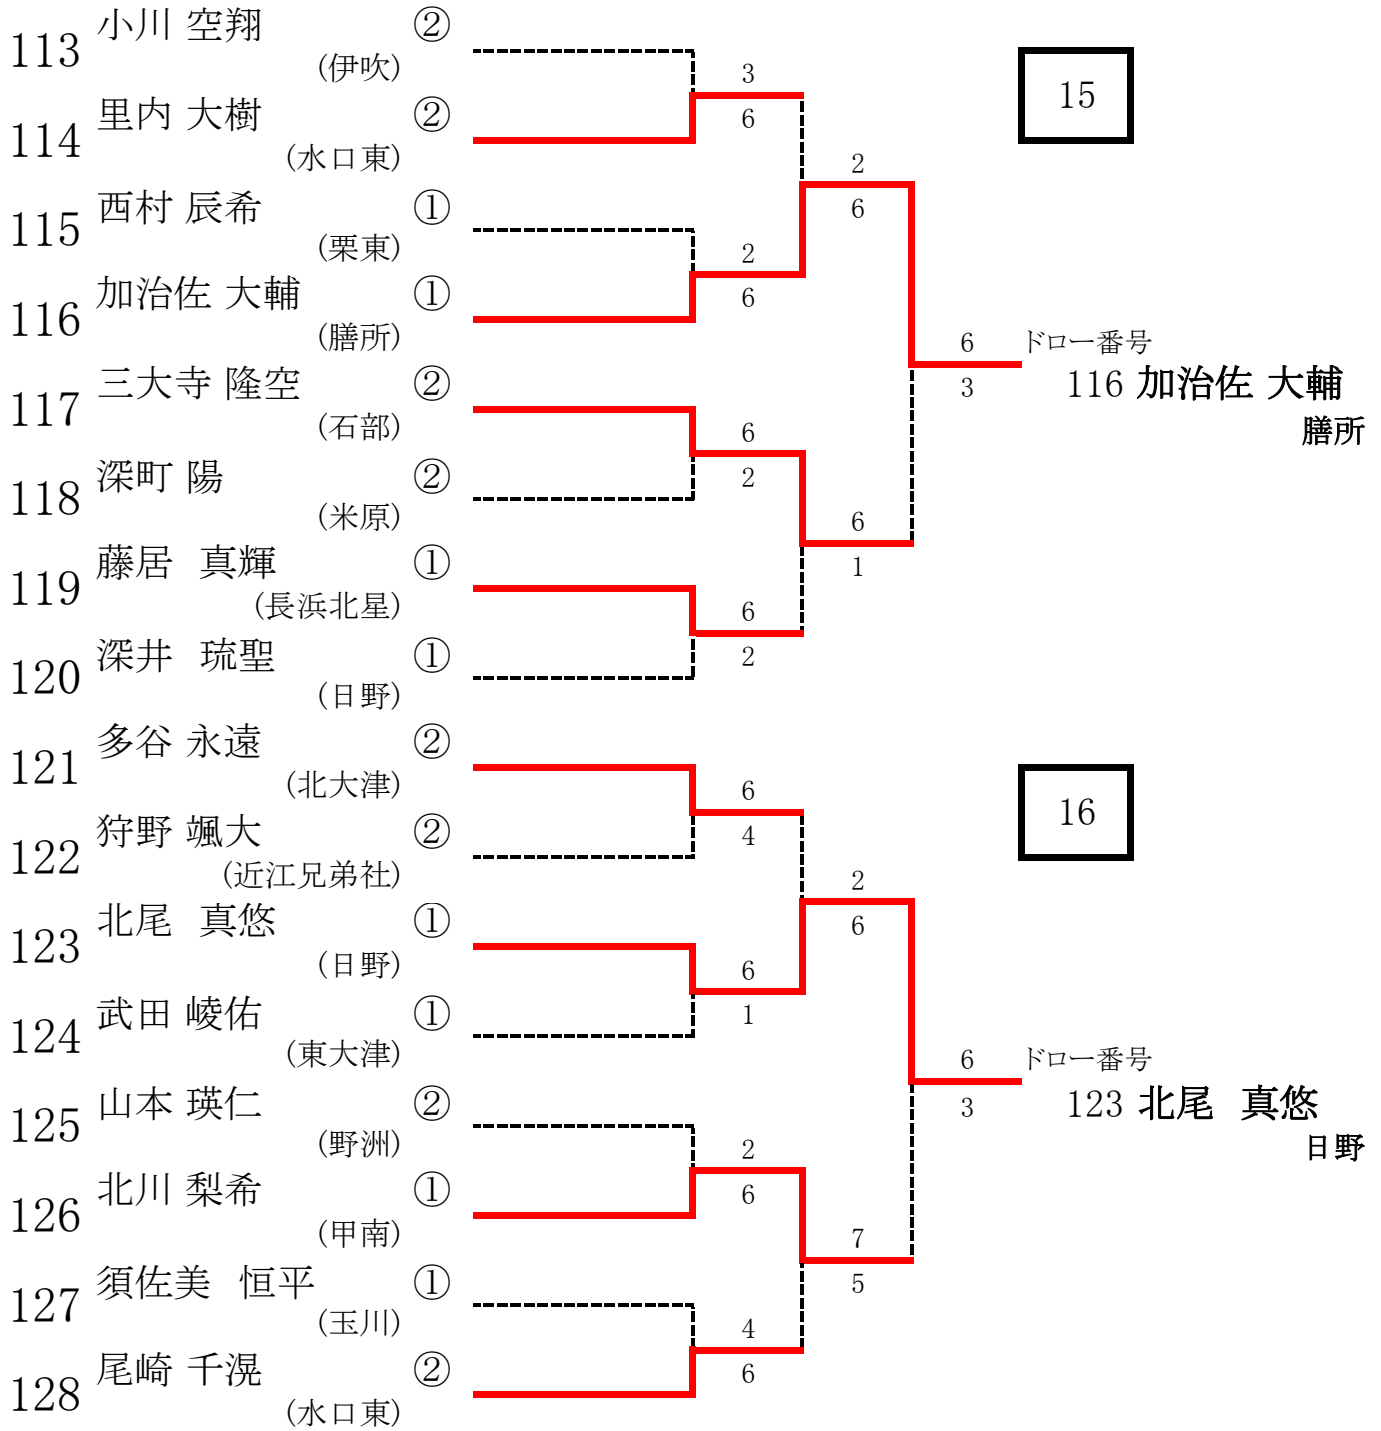 113 小川 空翔 ②
(伊吹)
114 里内 大樹 ②
(水口東)
115 西村 辰希 ①
(栗東)
116 加治佐 大輔 ①
(膳所)
117 三大寺 隆空 ②
(石部)
118 深町 陽 ②
(米原)
119 藤居 真輝 ①
(長浜北星)
120 深井 琉聖 ①
(日野)
121 多谷 永遠 ②
(北大津)
122 狩野 颯大 ②
(近江兄弟社)
123 北尾 真悠 ①
(日野)
124 武田 崚佑 ①
(東大津)
125 山本 瑛仁 ②
(野洲)
126 北川 梨希 ①
(甲南)
127 須佐美 恒平 ①
(玉川)
128 尾崎 千滉 ②
(水口東)
3
6
2
6
6
2
6
2
6
4
6
1
2
6
4
6
2
6
6
1
2
6
7
5
15
6
3
ドロー番号
116 加治佐 大輔
膳所
16
6
3
ドロー番号
123 北尾 真悠
日野